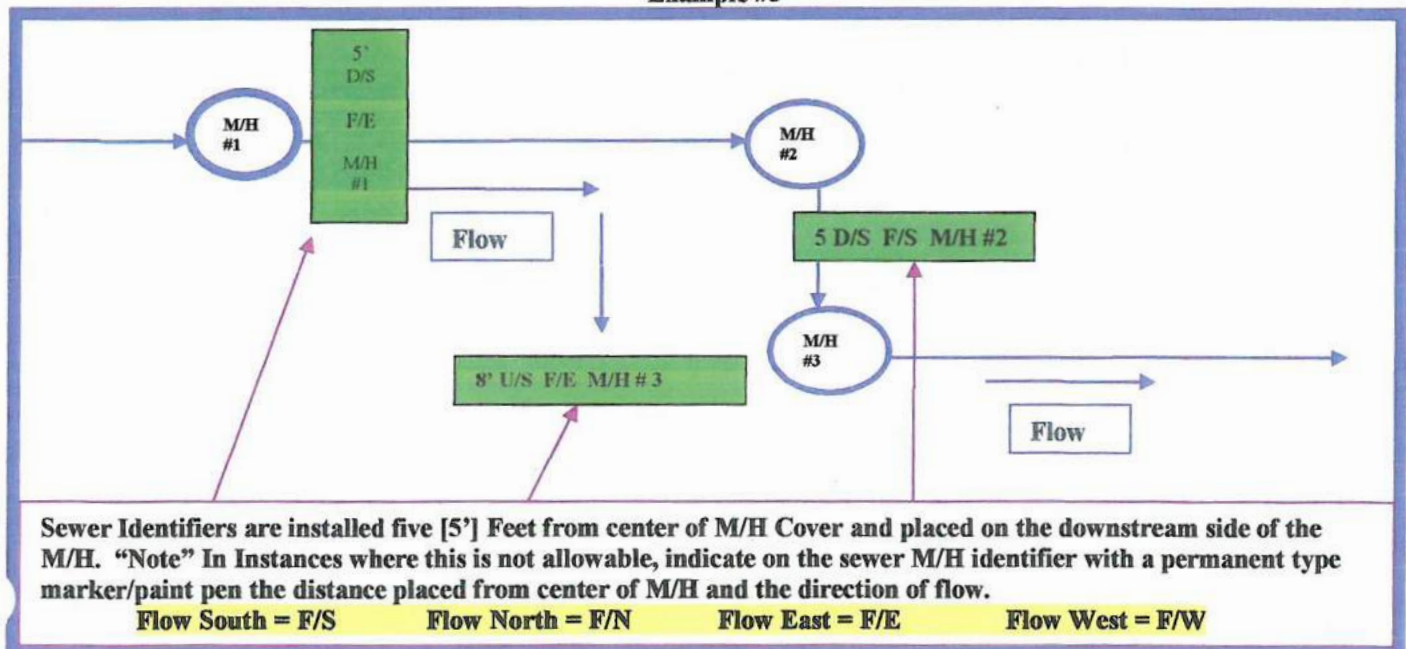 M/H
#1
5'
D/S
F/E
M/H
#1
M/H
#2
Flow
5 D/S F/S M/H #2
M/H
#3
8' U/S F/E M/H # 3
Flow
Sewer Identifiers are installed five [5'] Feet from center of M/H Cover and placed on the downstream side of the
M/H. “Note” In Instances where this is not allowable, indicate on the sewer M/H identifier with a permanent type
marker/paint pen the distance placed from center of M/H and the direction of flow.
Flow South = F/S Flow North = F/N Flow East = F/E Flow West = F/W